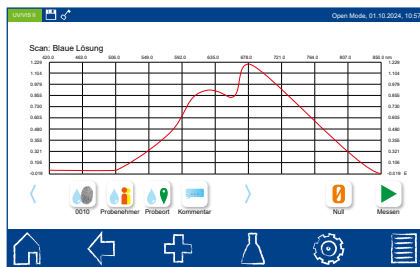 UV/VIS II
Open Mode, 01.10.2024, 10:57
Scan: Blaue Lösung
420.0 463.0 506.0 549.0 592.0 635.0 678.0 721.0 764.0 807.0 850.0 nm
1.229 1.229
1.104 1.104
0.979 0.979
0.855 0.855
0.730 0.730
0.605 0.605
0.480 0.480
0.355 0.355
0.321 0.321
0.106 0.106
-0.019 -0.019 E
0010 Probenehmer Probeort Kommentar Null Messen